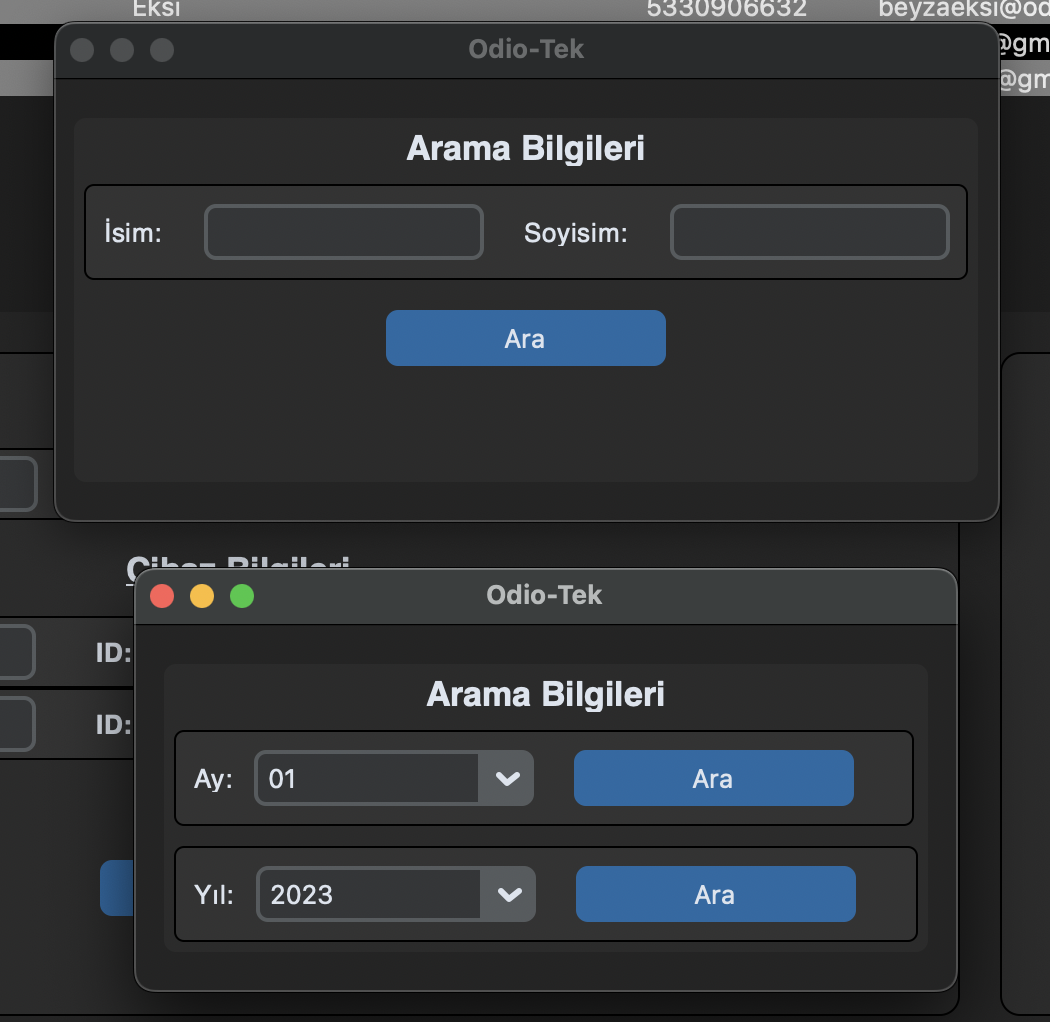 Eksi 5330906632 beyzaeksi@od
@gm
@gm
Odio-Tek
Arama Bilgileri
İsim: Soyisim:
Ara
Cihaz Bilgileri
Odio-Tek
ID:
ID:
Arama Bilgileri
Ay: 01 Ara
Yıl: 2023 Ara